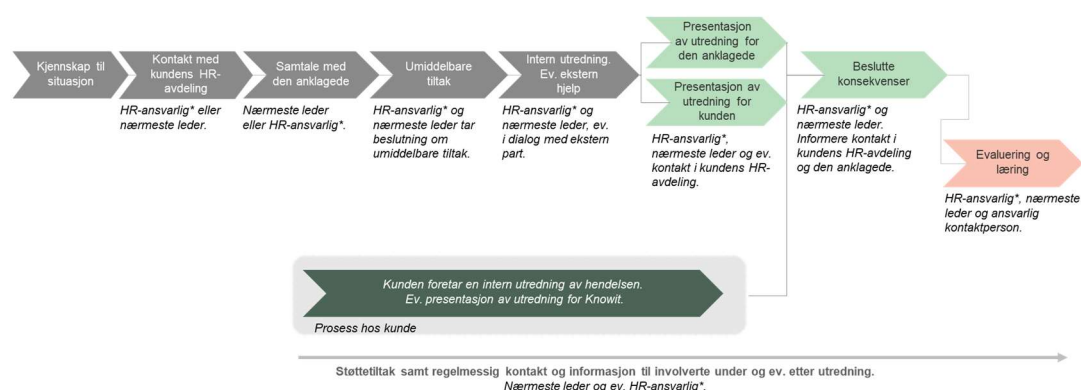 Kjennskap til
situasjon
Kontakt med
kundens HR-
avdeling
HR-ansvarlig* eller
nærmeste leder.
Samtale med
den anklagede
Nærmeste leder
eller HR-ansvarlig*.
Umiddelbare
tiltak
HR-ansvarlig* og
nærmeste leder tar
beslutning om
umiddelbare tiltak.
Intern utredning.
Ev. ekstern
hjelp
HR-ansvarlig* og
nærmeste leder, ev.
i dialog med ekstern
part.
Presentasjon
av utredning for
den anklagede
Presentasjon av
utredning for
kunden
HR-ansvarlig*,
nærmeste leder og ev.
kontakt i kundens HR-
avdeling.
Beslutte
konsekvenser
HR-ansvarlig* og
nærmeste leder.
Informere kontakt i
kundens HR-avdeling
og den anklagede.
Evaluering og
læring
HR-ansvarlig*, nærmeste
leder og ansvarlig
kontaktperson.
Kunden foretar en intern utredning av hendelsen.
Ev. presentasjon av utredning for Knowit.
Prosess hos kunde
Støttetiltak samt regelmessig kontakt og informasjon til involverte under og ev. etter utredning.
Nærmeste leder og ev. HR-ansvarlig*.